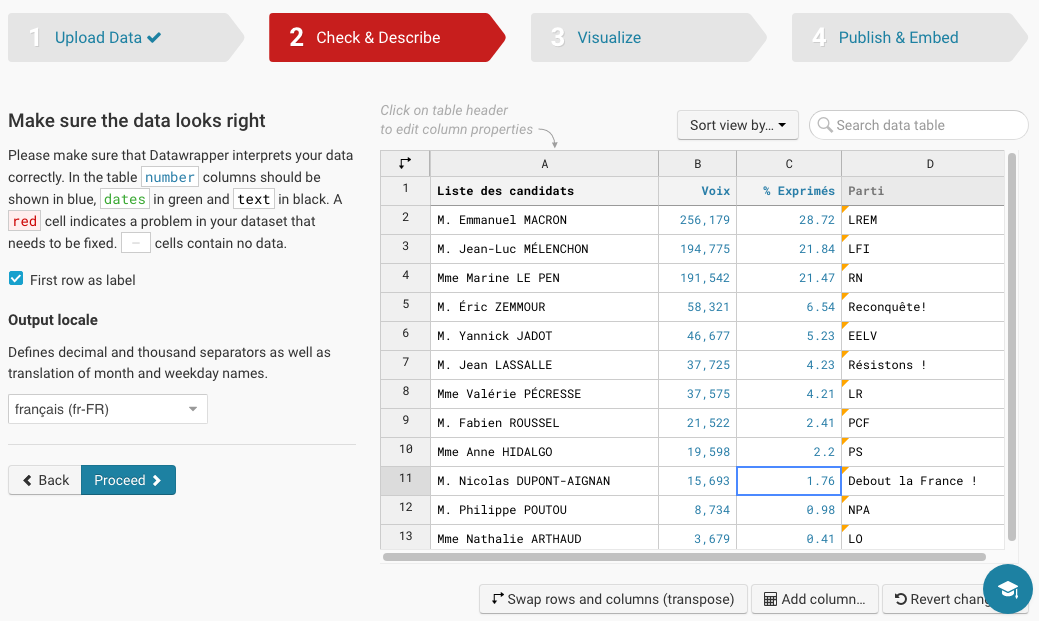 1 Upload Data
2 Check & Describe
3 Visualize
4 Publish & Embed
Make sure the data looks right
Please make sure that Datawrapper interprets your data
correctly. In the table number columns should be
shown in blue, dates in green and text in black. A
red cell indicates a problem in your dataset that
needs to be fixed. – cells contain no data.
First row as label
Output locale
Defines decimal and thousand separators as well as
translation of month and weekday names.
français (fr-FR)
Back Proceed
Click on table header
to edit column properties
Sort view by... Search data table
A B C D
1 Liste des candidats Voix % Exprimés Parti
2 M. Emmanuel MACRON 256,179 28.72 LREM
3 M. Jean-Luc MÉLENCHON 194,775 21.84 LFI
4 Mme Marine LE PEN 191,542 21.47 RN
5 M. Éric ZEMMOUR 58,321 6.54 Reconquête!
6 M. Yannick JADOT 46,677 5.23 EELV
7 M. Jean LASSALLE 37,725 4.23 Résistons !
8 Mme Valérie PÉCRESSE 37,575 4.21 LR
9 M. Fabien ROUSSEL 21,522 2.41 PCF
10 Mme Anne HIDALGO 19,598 2.2 PS
11 M. Nicolas DUPONT-AIGNAN 15,693 1.76 Debout la France !
12 M. Philippe POUTOU 8,734 0.98 NPA
13 Mme Nathalie ARTHAUD 3,679 0.41 LO
Swap rows and columns (transpose) Add column... Revert